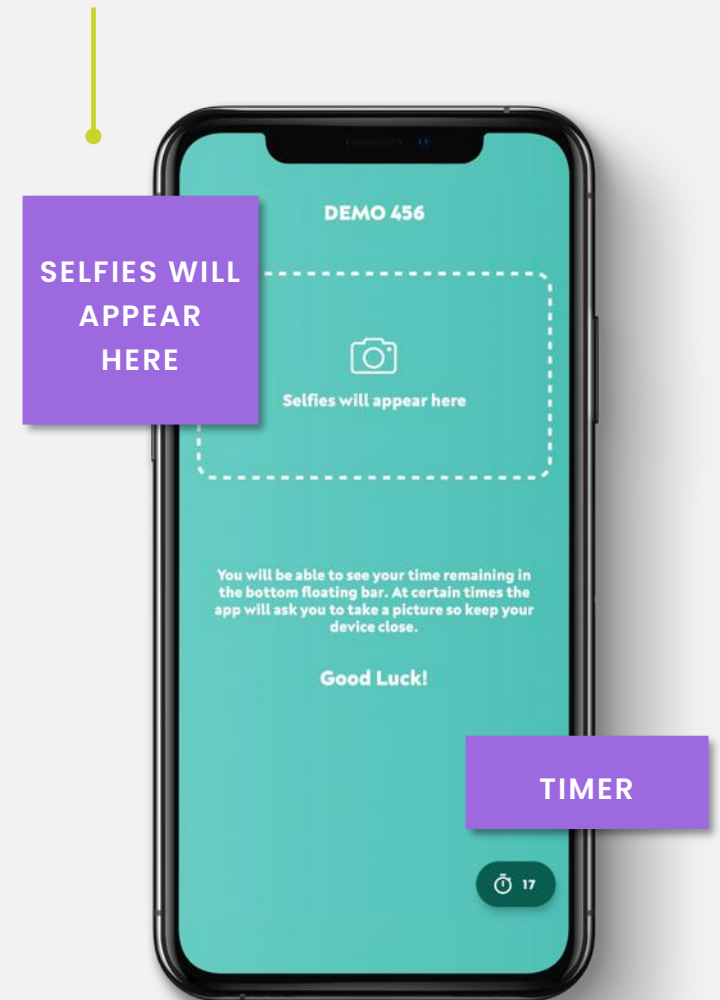 DEMO 456
SELFIES WILL
APPEAR
HERE
Selfies will appear here
You will be able to see your time remaining in
the bottom floating bar. At certain times the
app will ask you to take a picture so keep your
device close.
Good Luck!
TIMER
17